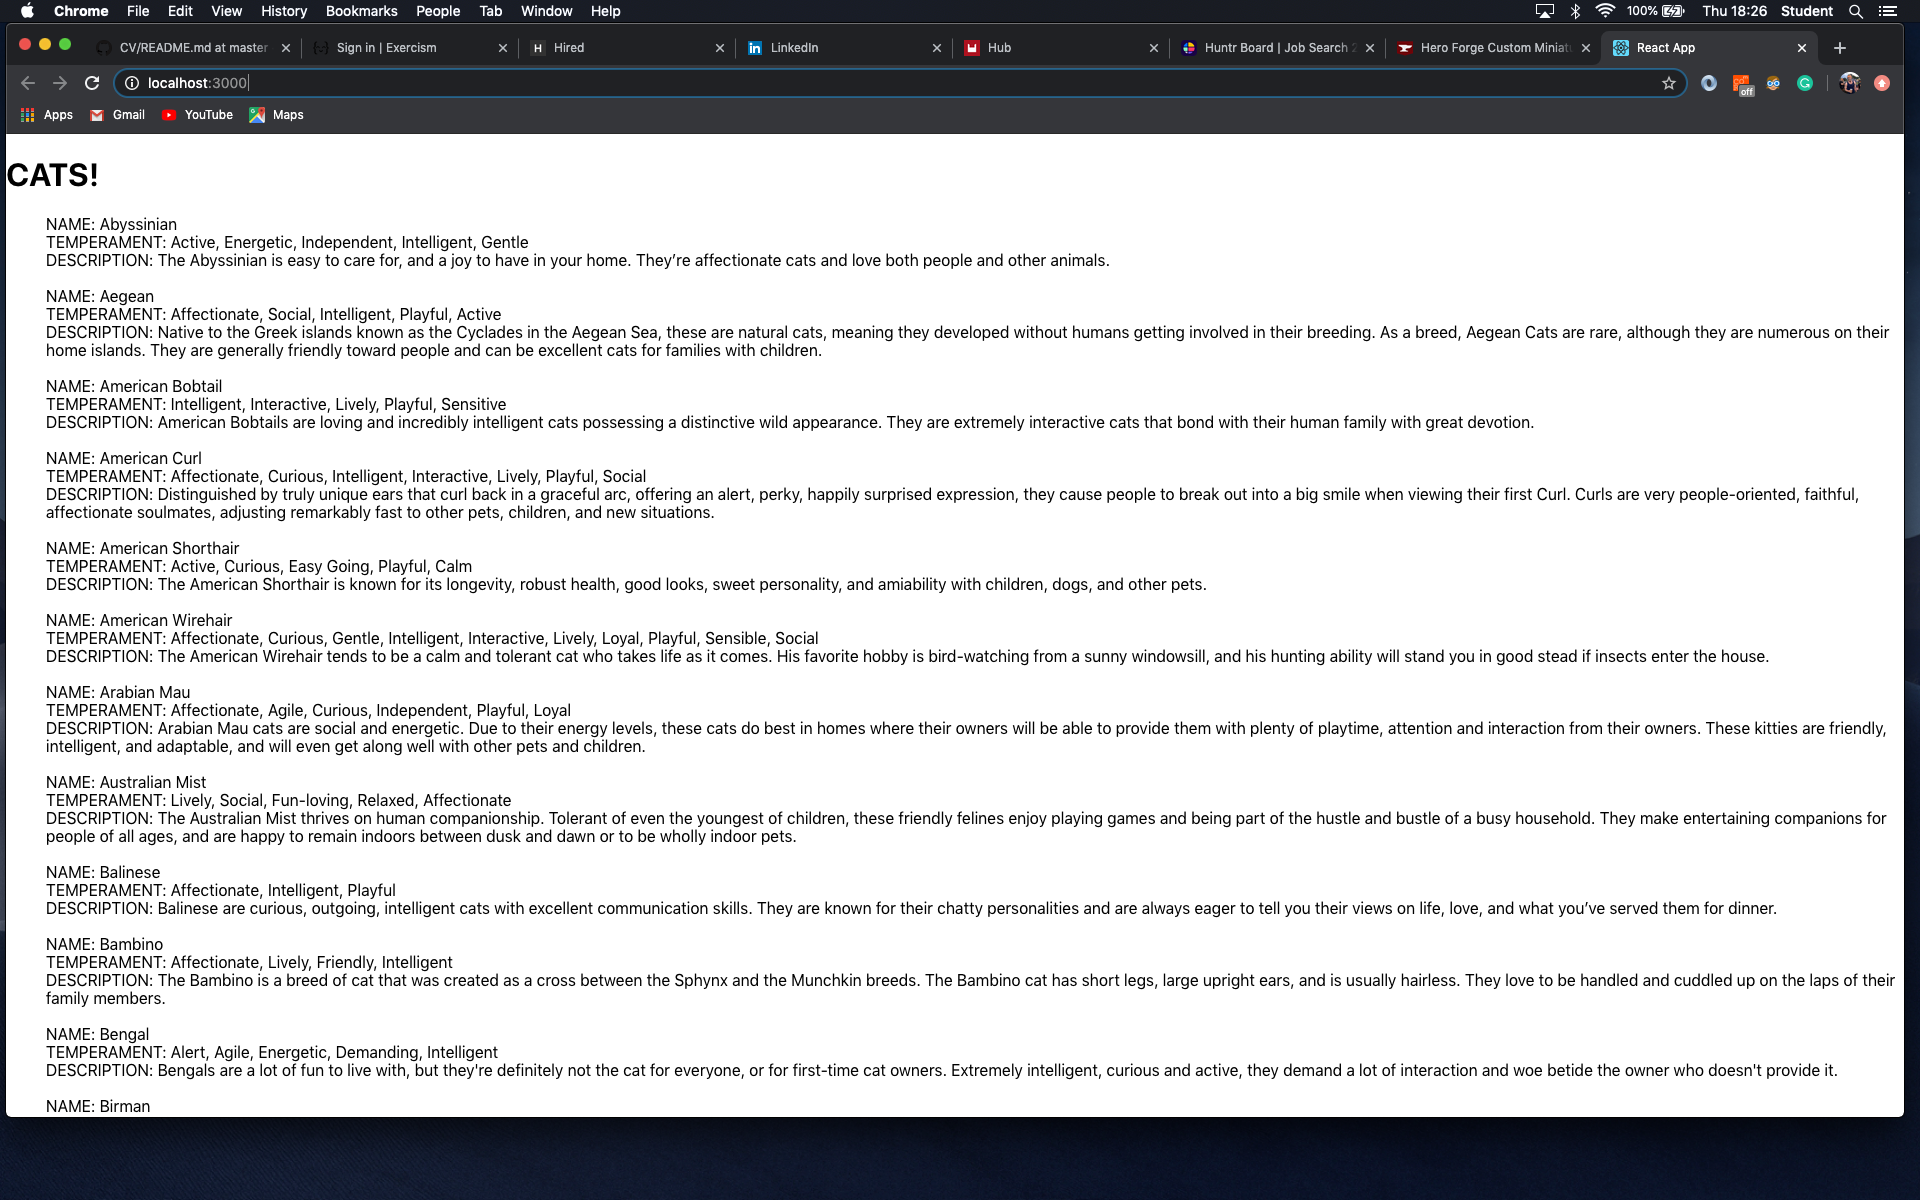 Chrome File Edit View History Bookmarks People Tab Window Help 100% Thu 18:26 Student
CV/README.md at master Sign in | Exercism Hired LinkedIn Hub Huntr Board | Job Search 2 Hero Forge Custom Miniatu React App
localhost:3000 off
Apps Gmail YouTube Maps
CATS!
NAME: Abyssinian
TEMPERAMENT: Active, Energetic, Independent, Intelligent, Gentle
DESCRIPTION: The Abyssinian is easy to care for, and a joy to have in your home. They’re affectionate cats and love both people and other animals.
NAME: Aegean
TEMPERAMENT: Affectionate, Social, Intelligent, Playful, Active
DESCRIPTION: Native to the Greek islands known as the Cyclades in the Aegean Sea, these are natural cats, meaning they developed without humans getting involved in their breeding. As a breed, Aegean Cats are rare, although they are numerous on their
home islands. They are generally friendly toward people and can be excellent cats for families with children.
NAME: American Bobtail
TEMPERAMENT: Intelligent, Interactive, Lively, Playful, Sensitive
DESCRIPTION: American Bobtails are loving and incredibly intelligent cats possessing a distinctive wild appearance. They are extremely interactive cats that bond with their human family with great devotion.
NAME: American Curl
TEMPERAMENT: Affectionate, Curious, Intelligent, Interactive, Lively, Playful, Social
DESCRIPTION: Distinguished by truly unique ears that curl back in a graceful arc, offering an alert, perky, happily surprised expression, they cause people to break out into a big smile when viewing their first Curl. Curls are very people-oriented, faithful,
affectionate soulmates, adjusting remarkably fast to other pets, children, and new situations.
NAME: American Shorthair
TEMPERAMENT: Active, Curious, Easy Going, Playful, Calm
DESCRIPTION: The American Shorthair is known for its longevity, robust health, good looks, sweet personality, and amiability with children, dogs, and other pets.
NAME: American Wirehair
TEMPERAMENT: Affectionate, Curious, Gentle, Intelligent, Interactive, Lively, Loyal, Playful, Sensible, Social
DESCRIPTION: The American Wirehair tends to be a calm and tolerant cat who takes life as it comes. His favorite hobby is bird-watching from a sunny windowsill, and his hunting ability will stand you in good stead if insects enter the house.
NAME: Arabian Mau
TEMPERAMENT: Affectionate, Agile, Curious, Independent, Playful, Loyal
DESCRIPTION: Arabian Mau cats are social and energetic. Due to their energy levels, these cats do best in homes where their owners will be able to provide them with plenty of playtime, attention and interaction from their owners. These kitties are friendly,
intelligent, and adaptable, and will even get along well with other pets and children.
NAME: Australian Mist
TEMPERAMENT: Lively, Social, Fun-loving, Relaxed, Affectionate
DESCRIPTION: The Australian Mist thrives on human companionship. Tolerant of even the youngest of children, these friendly felines enjoy playing games and being part of the hustle and bustle of a busy household. They make entertaining companions for
people of all ages, and are happy to remain indoors between dusk and dawn or to be wholly indoor pets.
NAME: Balinese
TEMPERAMENT: Affectionate, Intelligent, Playful
DESCRIPTION: Balinese are curious, outgoing, intelligent cats with excellent communication skills. They are known for their chatty personalities and are always eager to tell you their views on life, love, and what you’ve served them for dinner.
NAME: Bambino
TEMPERAMENT: Affectionate, Lively, Friendly, Intelligent
DESCRIPTION: The Bambino is a breed of cat that was created as a cross between the Sphynx and the Munchkin breeds. The Bambino cat has short legs, large upright ears, and is usually hairless. They love to be handled and cuddled up on the laps of their
family members.
NAME: Bengal
TEMPERAMENT: Alert, Agile, Energetic, Demanding, Intelligent
DESCRIPTION: Bengals are a lot of fun to live with, but they're definitely not the cat for everyone, or for first-time cat owners. Extremely intelligent, curious and active, they demand a lot of interaction and woe betide the owner who doesn't provide it.
NAME: Birman